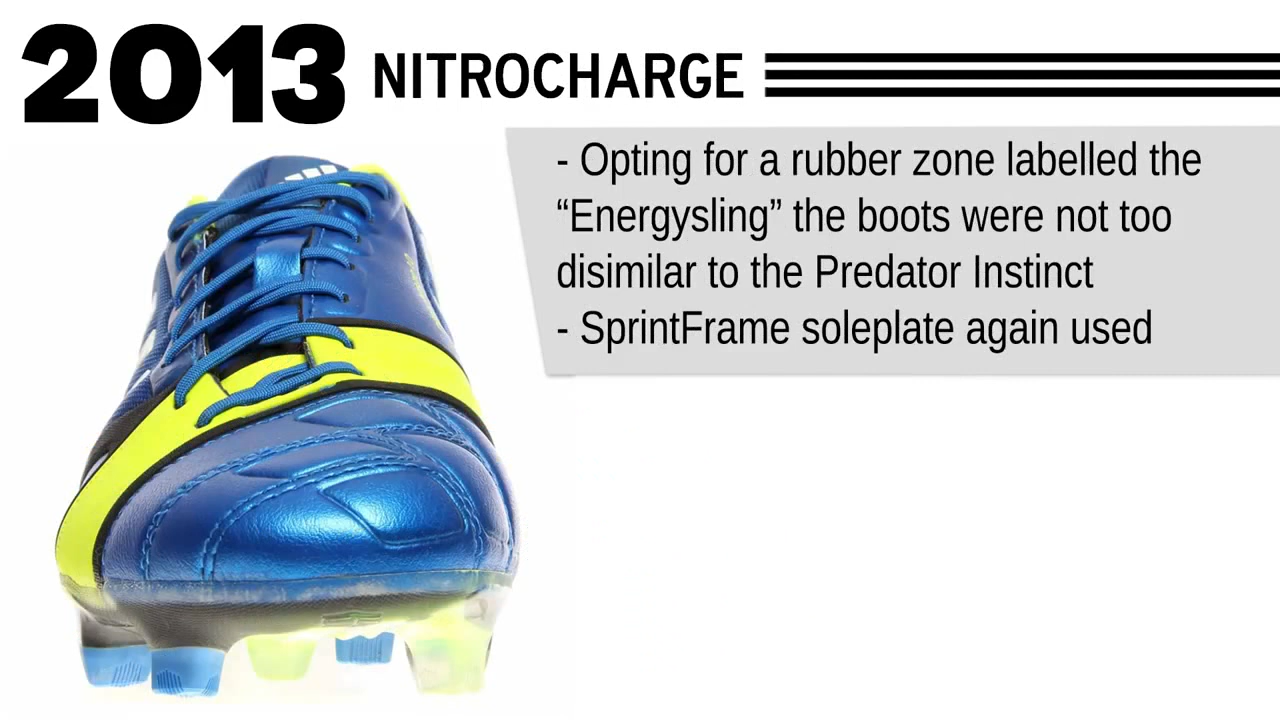 2013 NITROCHARGE
- Opting for a rubber zone labelled the
“Energysling” the boots were not too
disimilar to the Predator Instinct
- SprintFrame soleplate again used